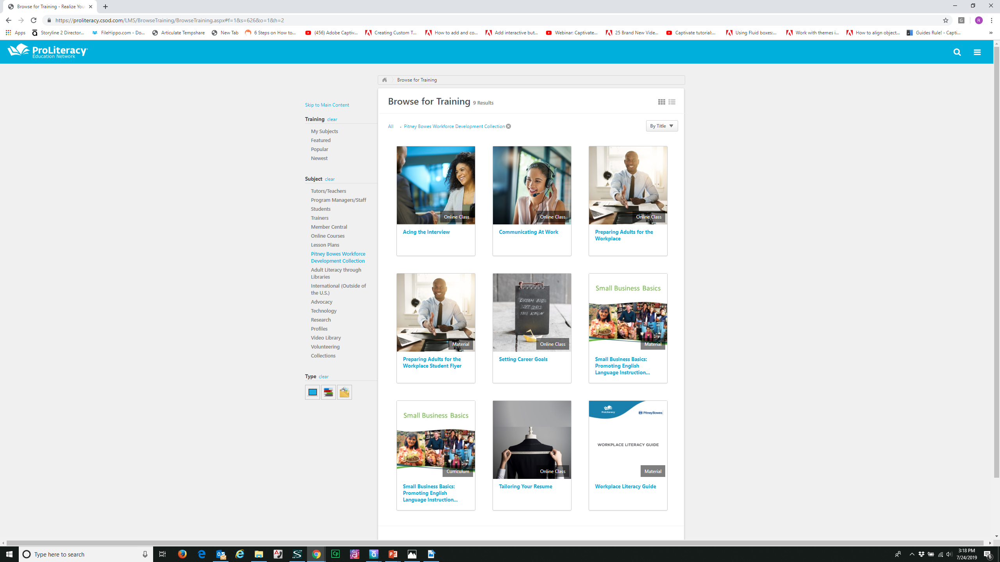 Browse for Training - Realize You
https://proliteracy.csod.com/LMS/BrowseTraining/BrowseTraining.aspx#f=1&s=626&o=1&h=2
Apps
Storyline 2 Director...
FileHippo.com - Do...
Articulate Tempshare
New Tab
6 Steps on How to...
(456) Adobe Captiv...
Creating Custom T...
How to add and co...
Add interactive but...
Webinar: Captivate...
25 Brand New Vide...
Captivate tutorial:...
Using Fluid boxes:...
Work with themes i...
How to align object...
Guides Rule! - Capti...
ProLiteracy
Education Network
Browse for Training
Skip to Main Content
Training clear
My Subjects
Featured
Popular
Newest
Subject clear
Tutors/Teachers
Program Managers/Staff
Students
Trainers
Member Central
Online Courses
Lesson Plans
Pitney Bowes Workforce
Development Collection
Adult Literacy through
Libraries
International (Outside of
the U.S.)
Advocacy
Technology
Research
Profiles
Video Library
Volunteering
Collections
Type clear
Browse for Training 9 Results
All
Pitney Bowes Workforce Development Collection
By Title
Online Class
Acing the Interview
Online Class
Communicating At Work
Online Class
Preparing Adults for the
Workplace
Material
Preparing Adults for the
Workplace Student Flyer
DREAM BIG
SET GOALS
TAKE ACTION
Online Class
Setting Career Goals
Small Business Basics
Material
Small Business Basics:
Promoting English
Language Instruction...
Small Business Basics
Curriculum
Small Business Basics:
Promoting English
Language Instruction...
Online Class
Tailoring Your Resume
ProLiteracy
PitneyBowes
WORKPLACE LITERACY GUIDE
Material
Workplace Literacy Guide
Type here to search
3:18 PM
7/24/2019
6